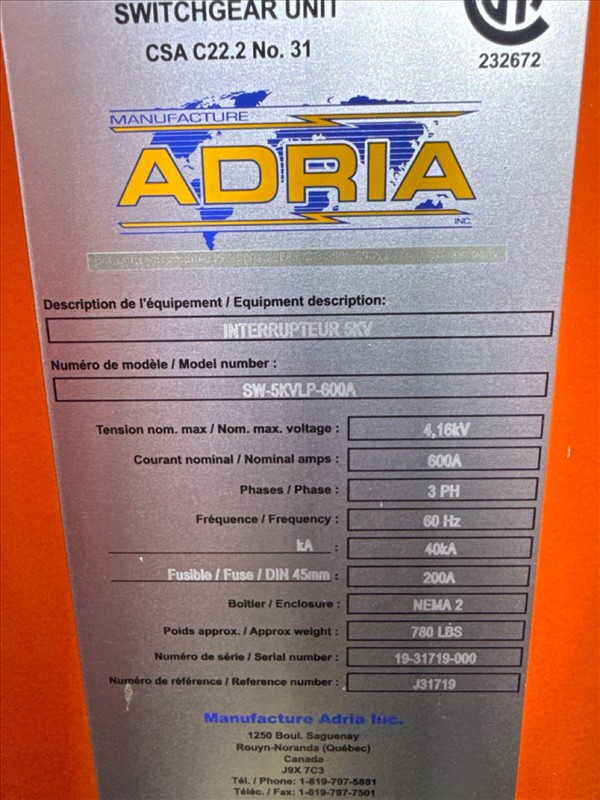 SWITCHGEAR UNIT
CSA C22.2 No. 31
232672
MANUFACTURE
ADRIA
INC.
Description de l'équipement / Equipment description:
INTERRUPTEUR 5KV
Numéro de modèle / Model number :
SW-5KVLP-600A
Tension nom. max / Nom. max. voltage : 4,16kV
Courant nominal / Nominal amps : 600A
Phases / Phase : 3 PH
Fréquence / Frequency : 60 Hz
kA : 40kA
Fusible / Fuse / DIN 45mm : 200A
Boîtier / Enclosure : NEMA 2
Poids approx. / Approx weight : 780 LBS
Numéro de série / Serial number : 19-31719-000
Numéro de référence / Reference number : J31719
Manufacture Adria Inc.
1250 Boul. Saguenay
Rouyn-Noranda (Québec)
Canada
J9X 7C3
Tél. / Phone: 1-819-797-5881
Téléc. / Fax: 1-819-797-7501